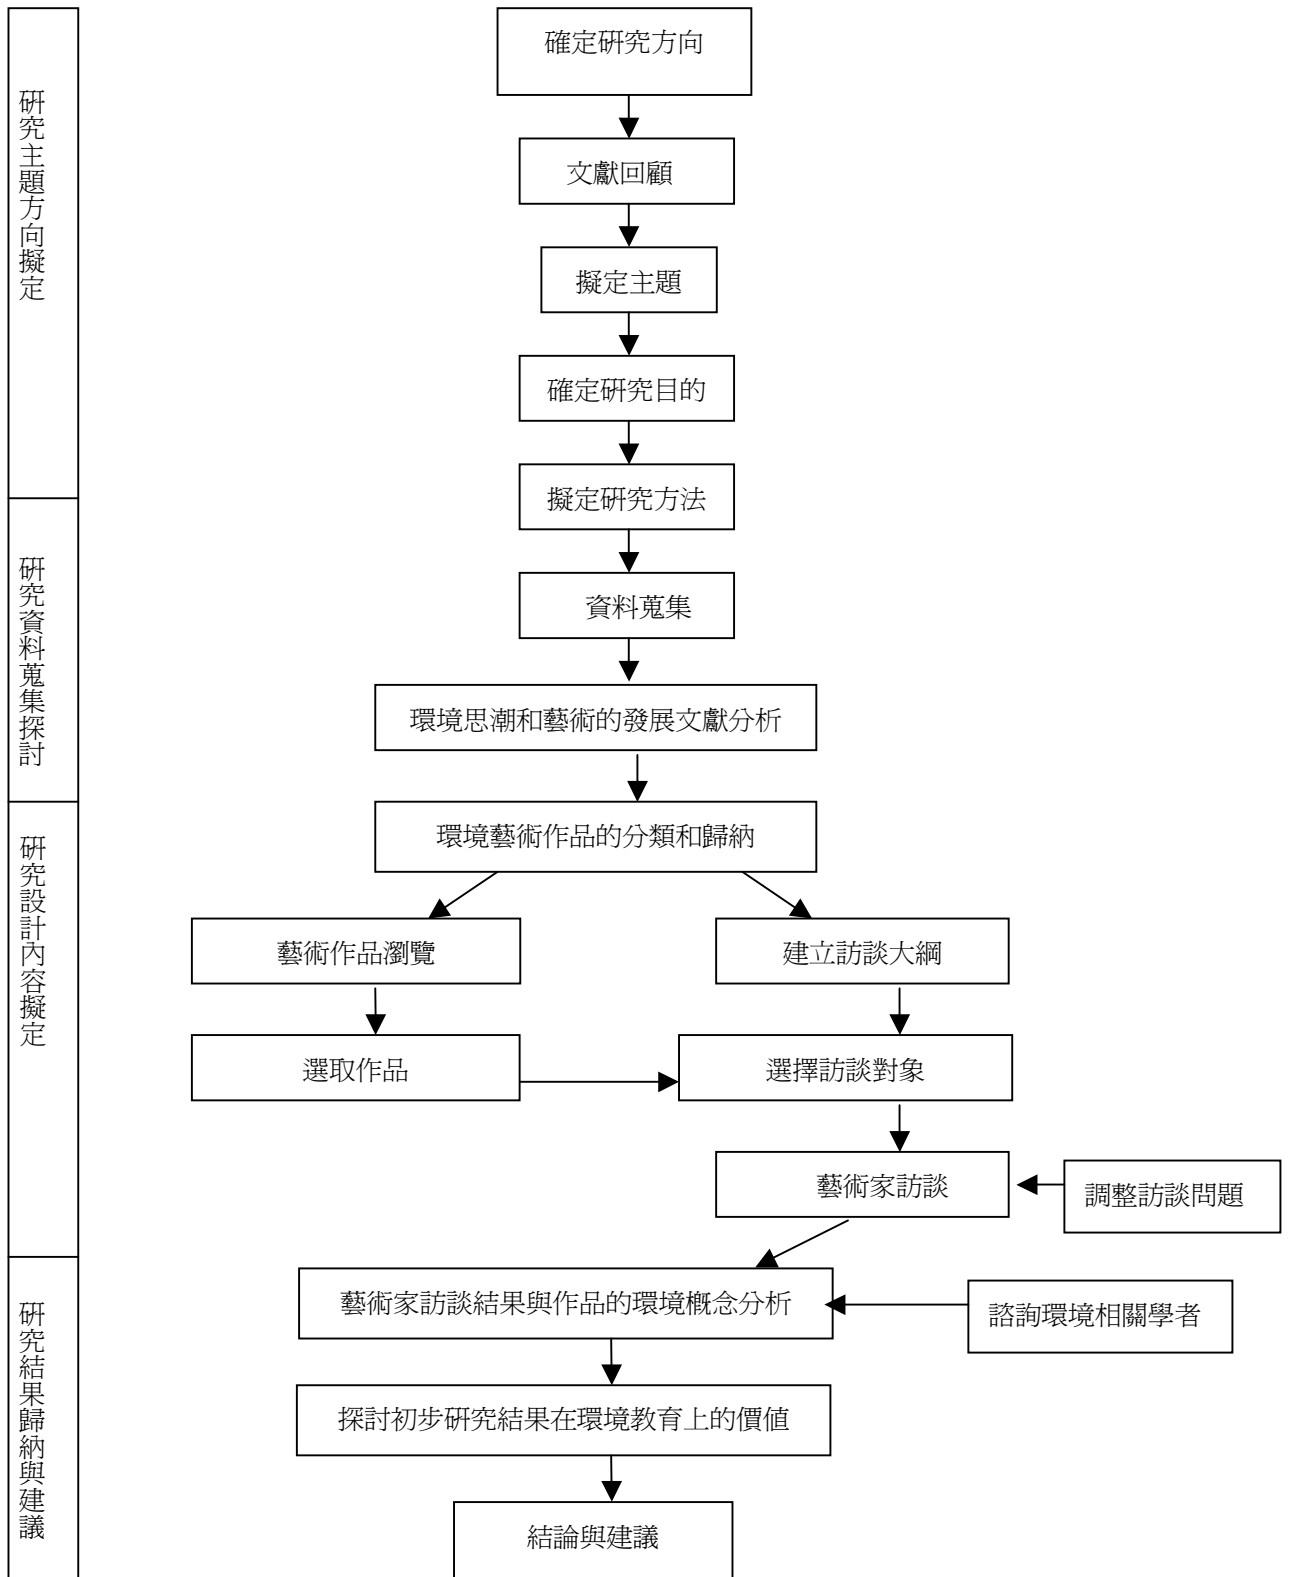 研究主題方向擬定
確定研究方向
文獻回顧
擬定主題
確定研究目的
擬定研究方法
研究資料蒐集探討
資料蒐集
環境思潮和藝術的發展文獻分析
研究設計內容擬定
環境藝術作品的分類和歸納
藝術作品瀏覽
建立訪談大綱
選取作品
選擇訪談對象
藝術家訪談
調整訪談問題
研究結果歸納與建議
藝術家訪談結果與作品的環境概念分析
諮詢環境相關學者
探討初步研究結果在環境教育上的價值
結論與建議